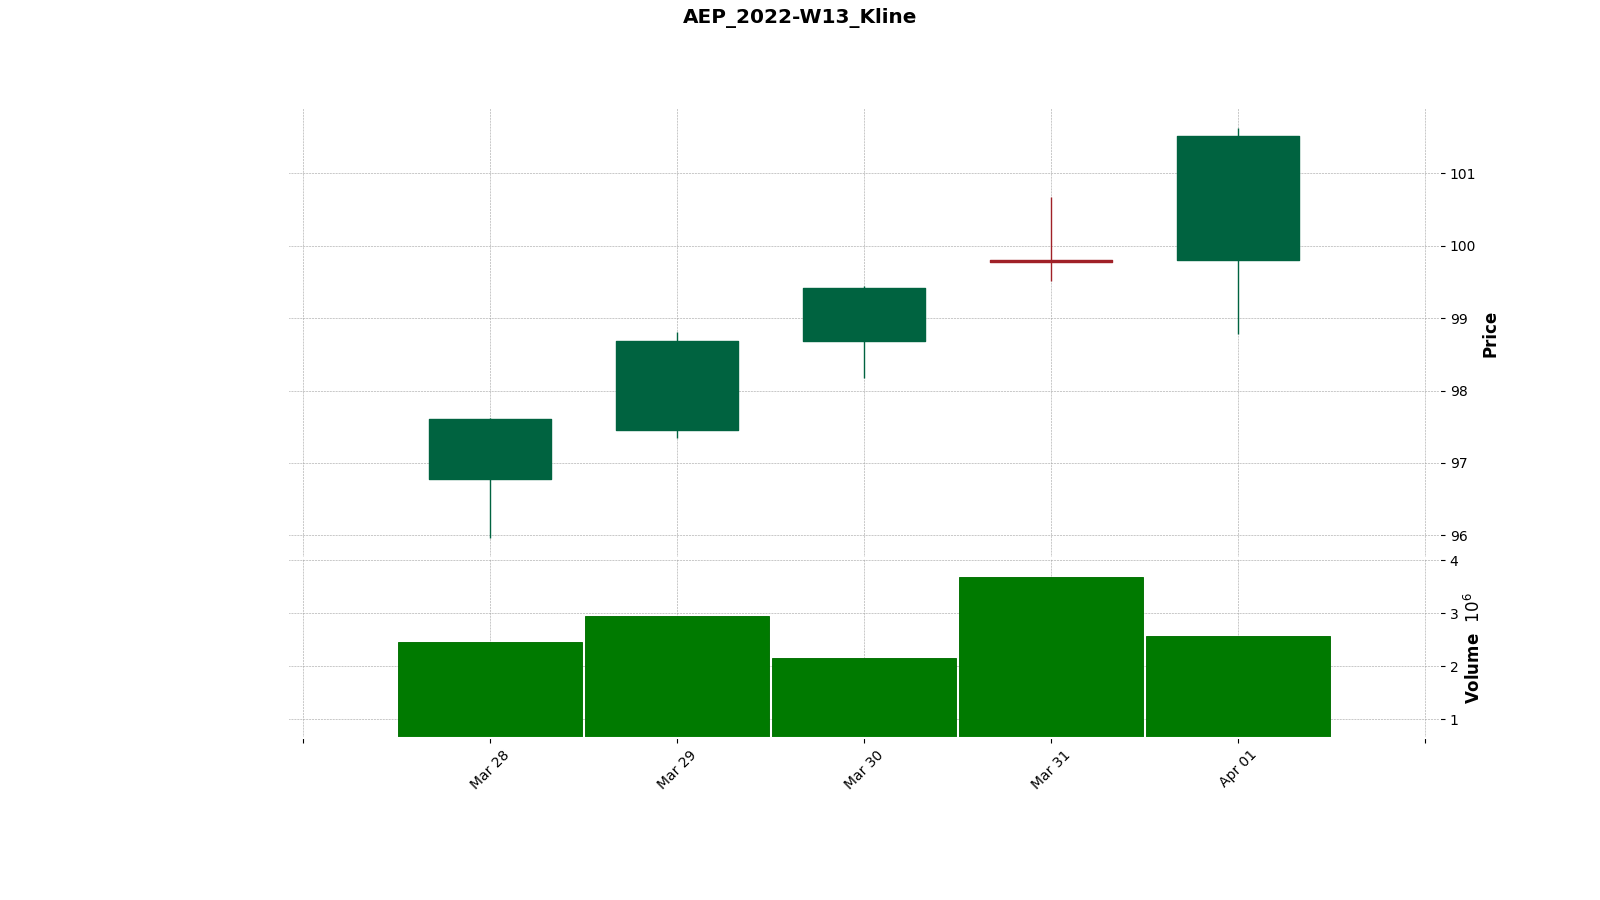 AEP_2022-W13_Kline
101
100
99
98
97
96
Price
4
3
2
1
Volume 10^6
Mar 28
Mar 29
Mar 30
Mar 31
Apr 01